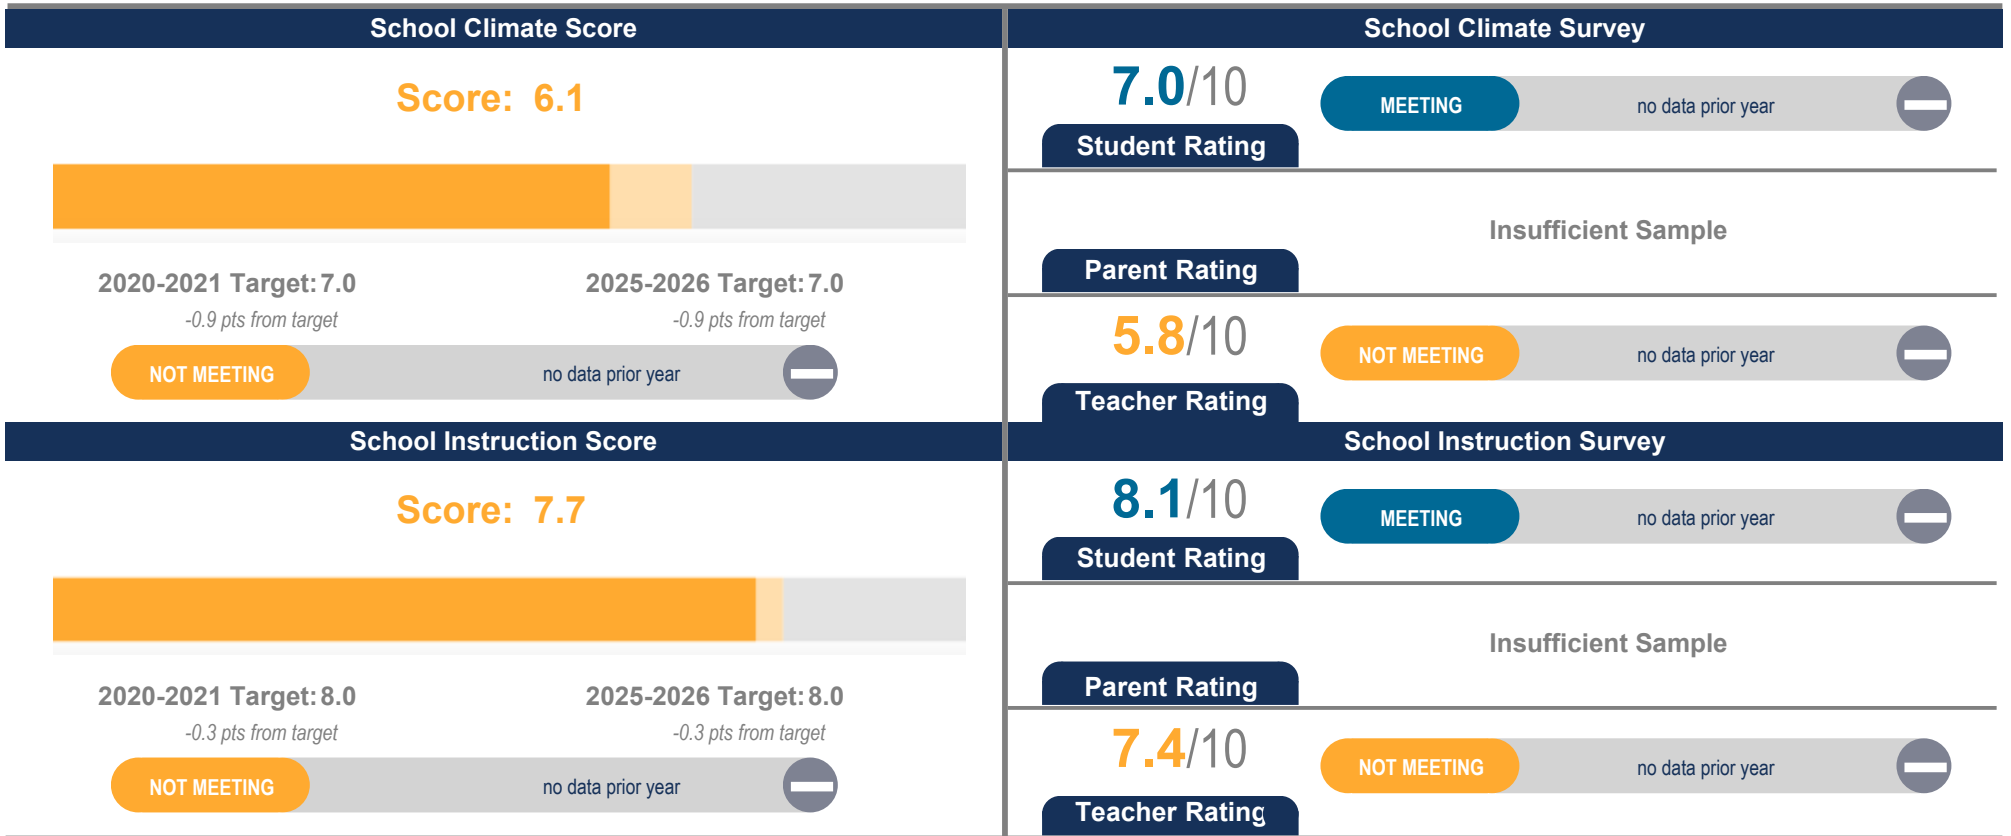 School Climate Score
Score: 6.1
2020-2021 Target: 7.0
2025-2026 Target: 7.0
-0.9 pts from target
-0.9 pts from target
NOT MEETING
no data prior year
School Climate Survey
7.0/10
MEETING
no data prior year
Student Rating
Insufficient Sample
Parent Rating
5.8/10
NOT MEETING
no data prior year
Teacher Rating
School Instruction Score
Score: 7.7
2020-2021 Target: 8.0
2025-2026 Target: 8.0
-0.3 pts from target
-0.3 pts from target
NOT MEETING
no data prior year
School Instruction Survey
8.1/10
MEETING
no data prior year
Student Rating
Insufficient Sample
Parent Rating
7.4/10
NOT MEETING
no data prior year
Teacher Rating